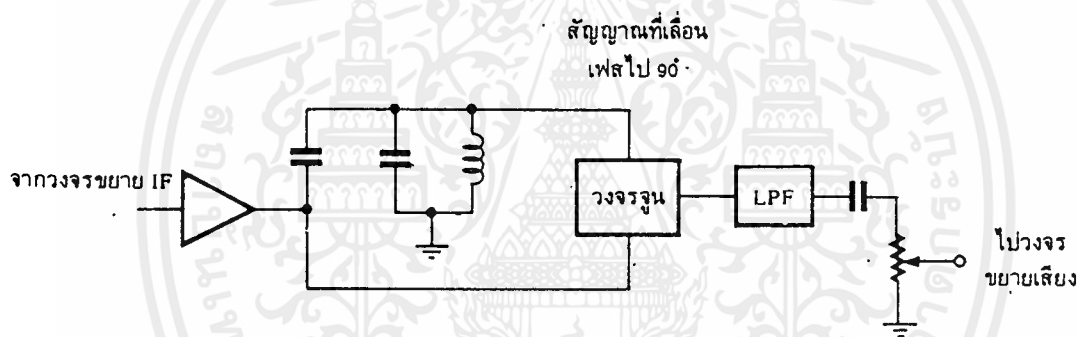 สัญญาณที่เลื่อน
เฟสไป 90°
จากวงจรขยาย IF
วงจรจูน
LPF
ไปวงจร
ขยายเสียง